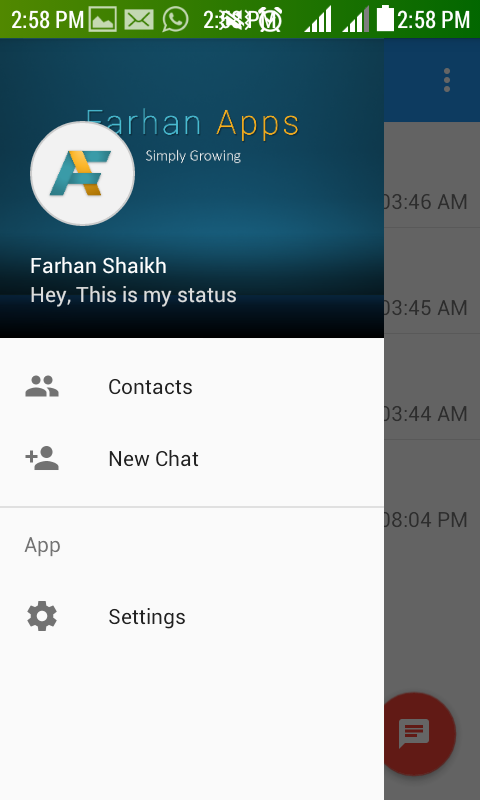 2:58 PM 2:58 PM 2:58 PM
Farhan Apps
Simply Growing
AF
Farhan Shaikh
Hey, This is my status
03:46 AM
03:45 AM
03:44 AM
08:04 PM
Contacts
New Chat
App
Settings